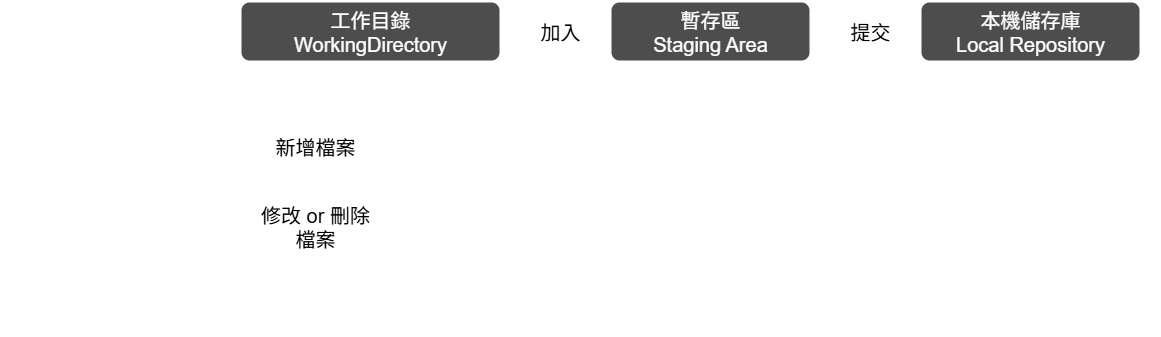 工作目錄
WorkingDirectory
加入
暫存區
Staging Area
提交
本機儲存庫
Local Repository
新增檔案
修改 or 刪除
檔案